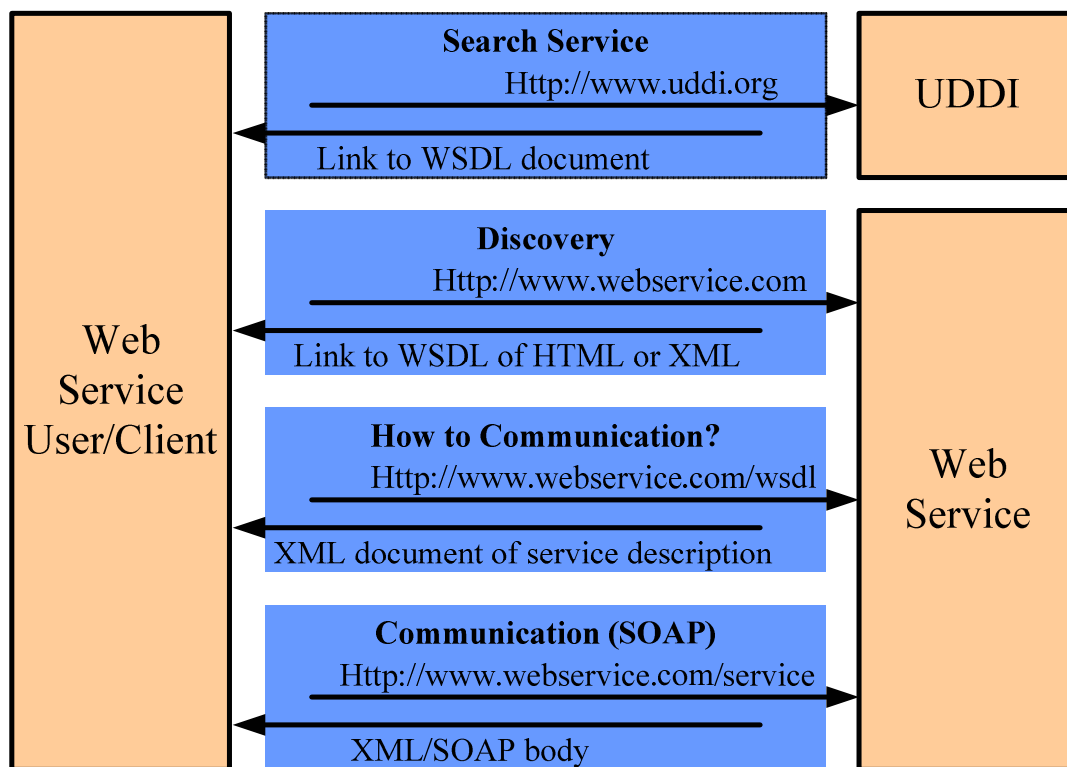 Web
Service
User/Client
Search Service
Http://www.uddi.org
Link to WSDL document
UDDI
Discovery
Http://www.webservice.com
Link to WSDL of HTML or XML
How to Communication?
Http://www.webservice.com/wsdl
XML document of service description
Communication (SOAP)
Http://www.webservice.com/service
XML/SOAP body
Web
Service